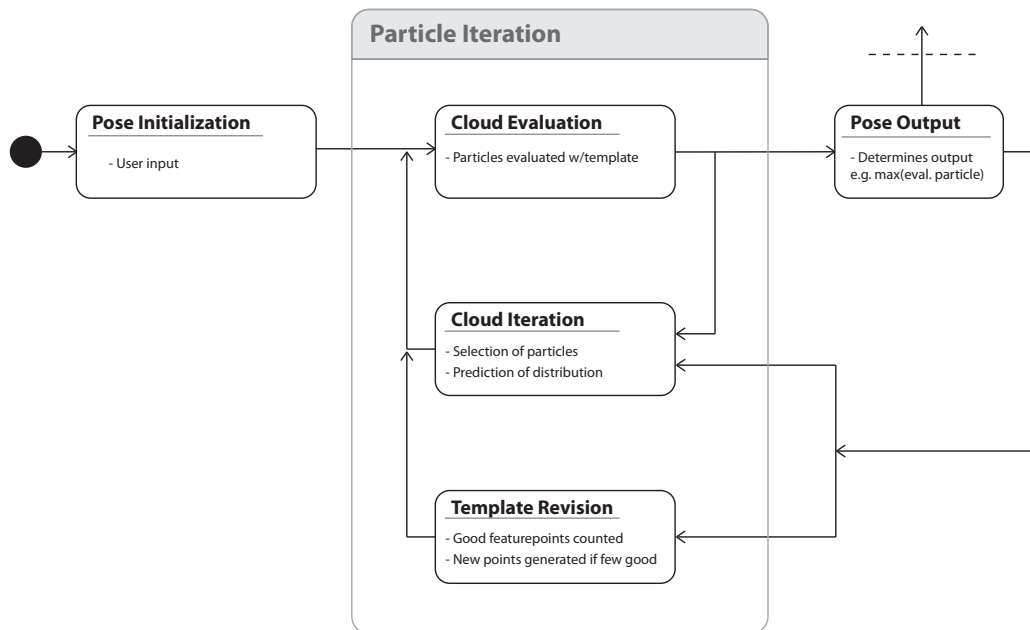 Particle Iteration
Pose Initialization
- User input
Cloud Evaluation
- Particles evaluated w/template
Pose Output
- Determines output
e.g. max(eval. particle)
Cloud Iteration
- Selection of particles
- Prediction of distribution
Template Revision
- Good featurepoints counted
- New points generated if few good